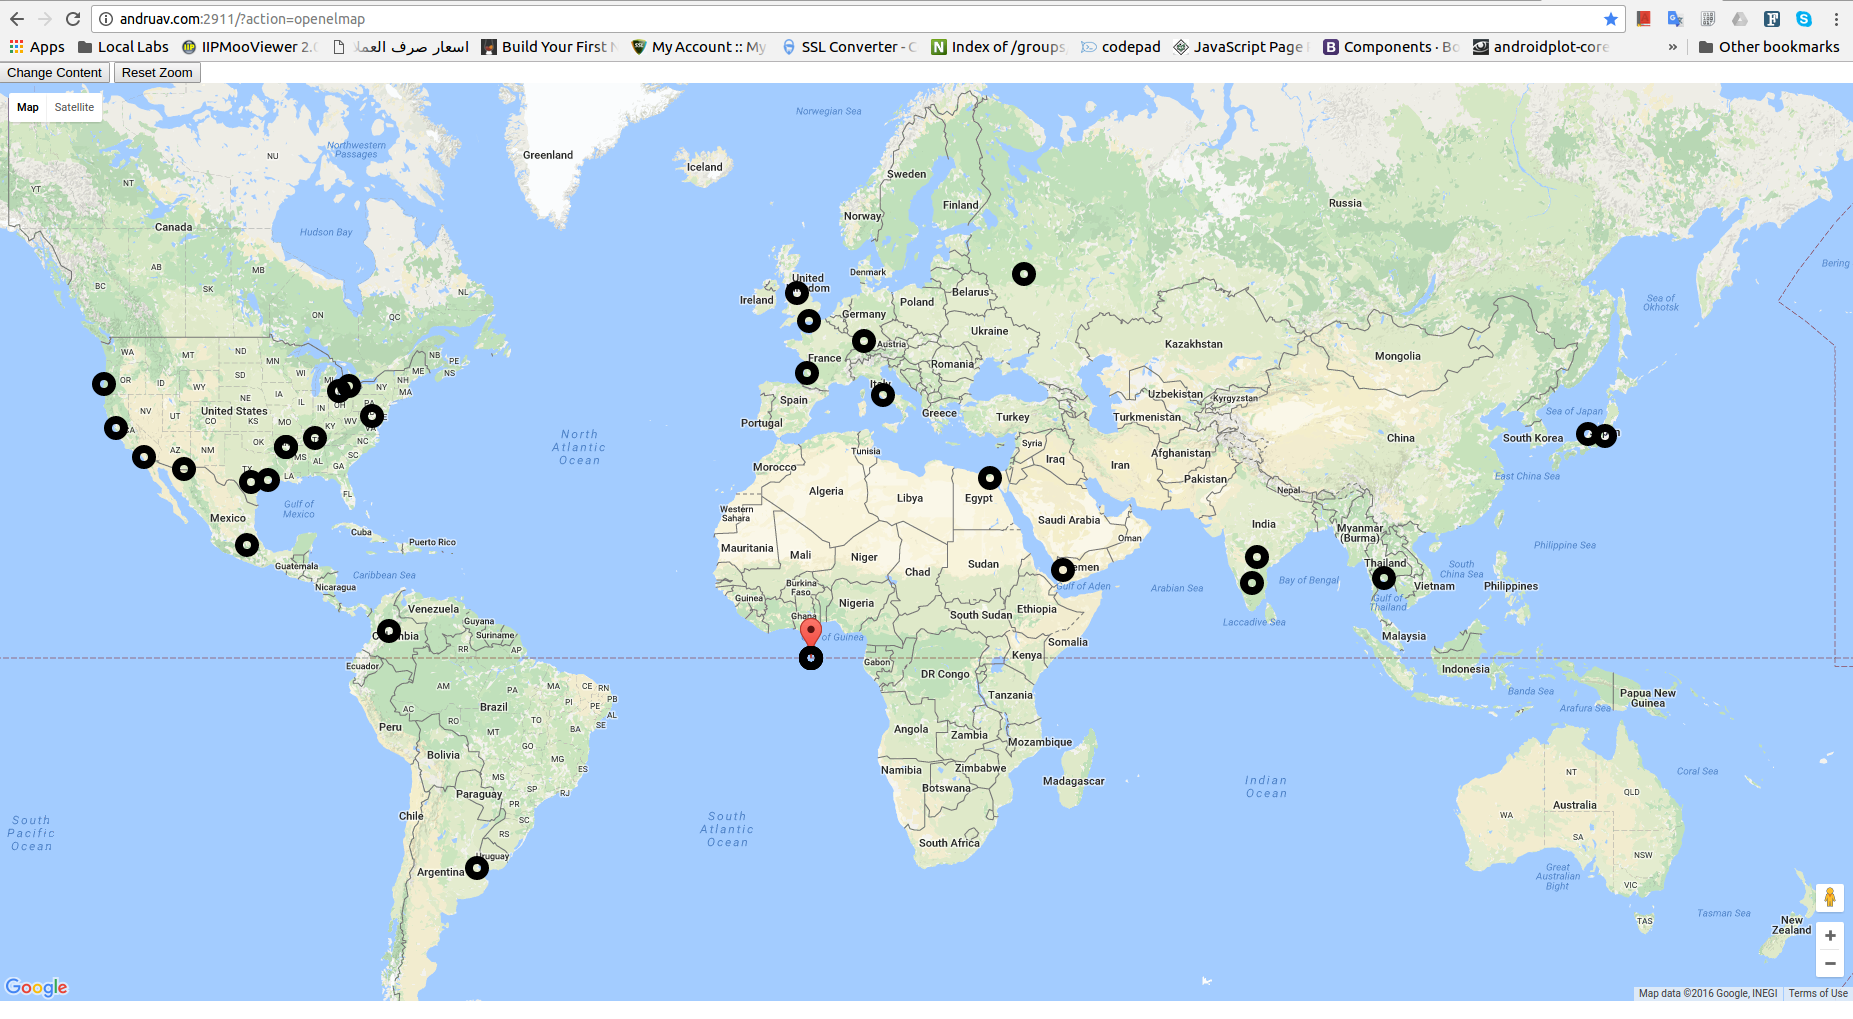 andruav.com:2911/?action=openelmap
Apps Local Labs IIPMooViewer 2. اسعار صرف العملا Build Your First My Account :: My SSL Converter - C Index of /groups, codepad JavaScript Page Components · Bo androidplot-core » Other bookmarks
Change Content Reset Zoom
Map Satellite
Norwegian Sea
Northwestern
Passages
NU
Greenland
Iceland
NT
YT
Sweden
Finland
Russia
Norway
Canada
Hudson Bay
Bering
AB
MB
BC
SK
NL
Denmark
United
Ireland
Belarus
Poland
Sea of
Okhotsk
ON
QC
Germany
Ukraine
Austria
Kazakhstan
Mongolia
France
Romania
WA
MT
ND
MN
NB
PE
NS
ME
OR
ID
WY
SD
WI
NH
NY
MA
Italy
Spain
Uzbekistan
Kyrgyzstan
NE
IA
IL
IN
OH
PA
NV
UT
United States
CO
KS
MO
KY
WV
VA
Portugal
Greece
Turkey
Turkmenistan
Sea of Japan
South Korea
China
North
Atlantic
Ocean
AZ
NM
OK
NC
SC
MS
AL
GA
TX
LA
FL
Tunisia
Syria
Iraq
Iran
Afghanistan
Pakistan
Nepal
East China Sea
Morocco
Algeria
Libya
Egypt
Gulf of
Mexico
Mexico
Western
Sahara
Saudi Arabia
Oman
India
Myanmar
(Burma)
Cuba
Puerto Rico
Mauritania
Mali
Niger
Chad
Sudan
Philippine Sea
Guatemala
Caribbean Sea
Nicaragua
Burkina
Faso
Guinea
Nigeria
Gulf of Aden
Arabian Sea
Bay of Bengal
Thailand
South
China Sea
Vietnam
Philippines
Gulf of
Thailand
Venezuela
Guyana
Suriname
Ghana
South Sudan
Ethiopia
Somalia
Laccadive Sea
Malaysia
of Guinea
RR
AP
Ecuador
Gabon
Kenya
DR Congo
Indonesia
AM
PA
MA
CE
RN
PB
PI
PE
AL
SE
AC
RO
TO
BA
Brazil
Tanzania
Banda Sea
Papua New
Guinea
Arafura Sea
Peru
MT
GO
Angola
Zambia
Mozambique
Bolivia
MG
ES
MS
SP
RJ
Namibia
Zimbabwe
Botswana
Madagascar
Indian
Ocean
NT
QLD
Coral Sea
Paraguay
PR
SC
RS
Chile
South
Pacific
Ocean
South
Atlantic
Ocean
South Africa
WA
Australia
SA
NSW
VIC
Uruguay
Argentina
Great
Australian
Bight
TAS
Tasman Sea
New
Zealand
+
−
Google
Map data ©2016 Google, INEGI Terms of Use